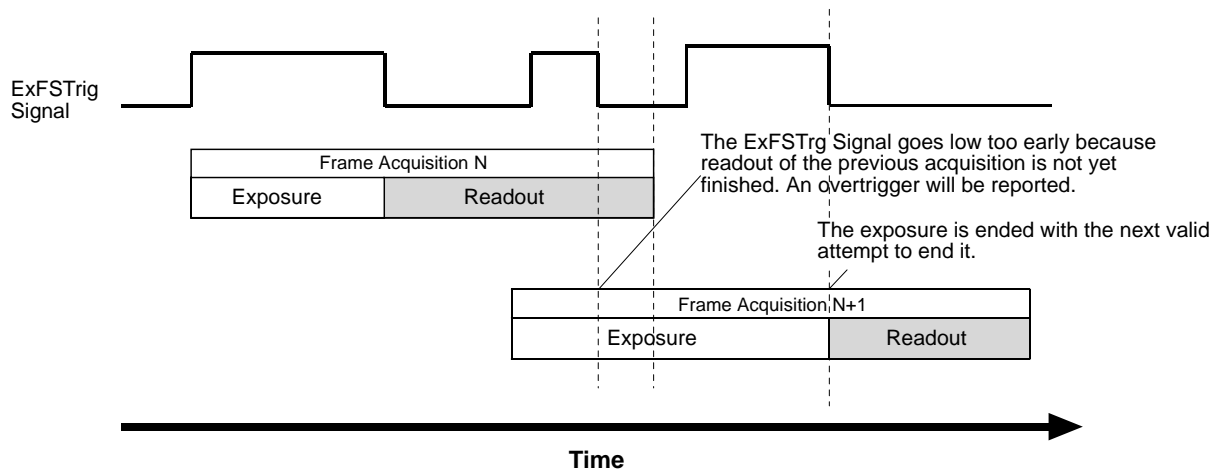 ExFSTrig
Signal
The ExFSTrg Signal goes low too early because
readout of the previous acquisition is not yet
finished. An overtrigger will be reported.
Frame Acquisition N
Exposure Readout
The exposure is ended with the next valid
attempt to end it.
Frame Acquisition N+1
Exposure Readout
Time